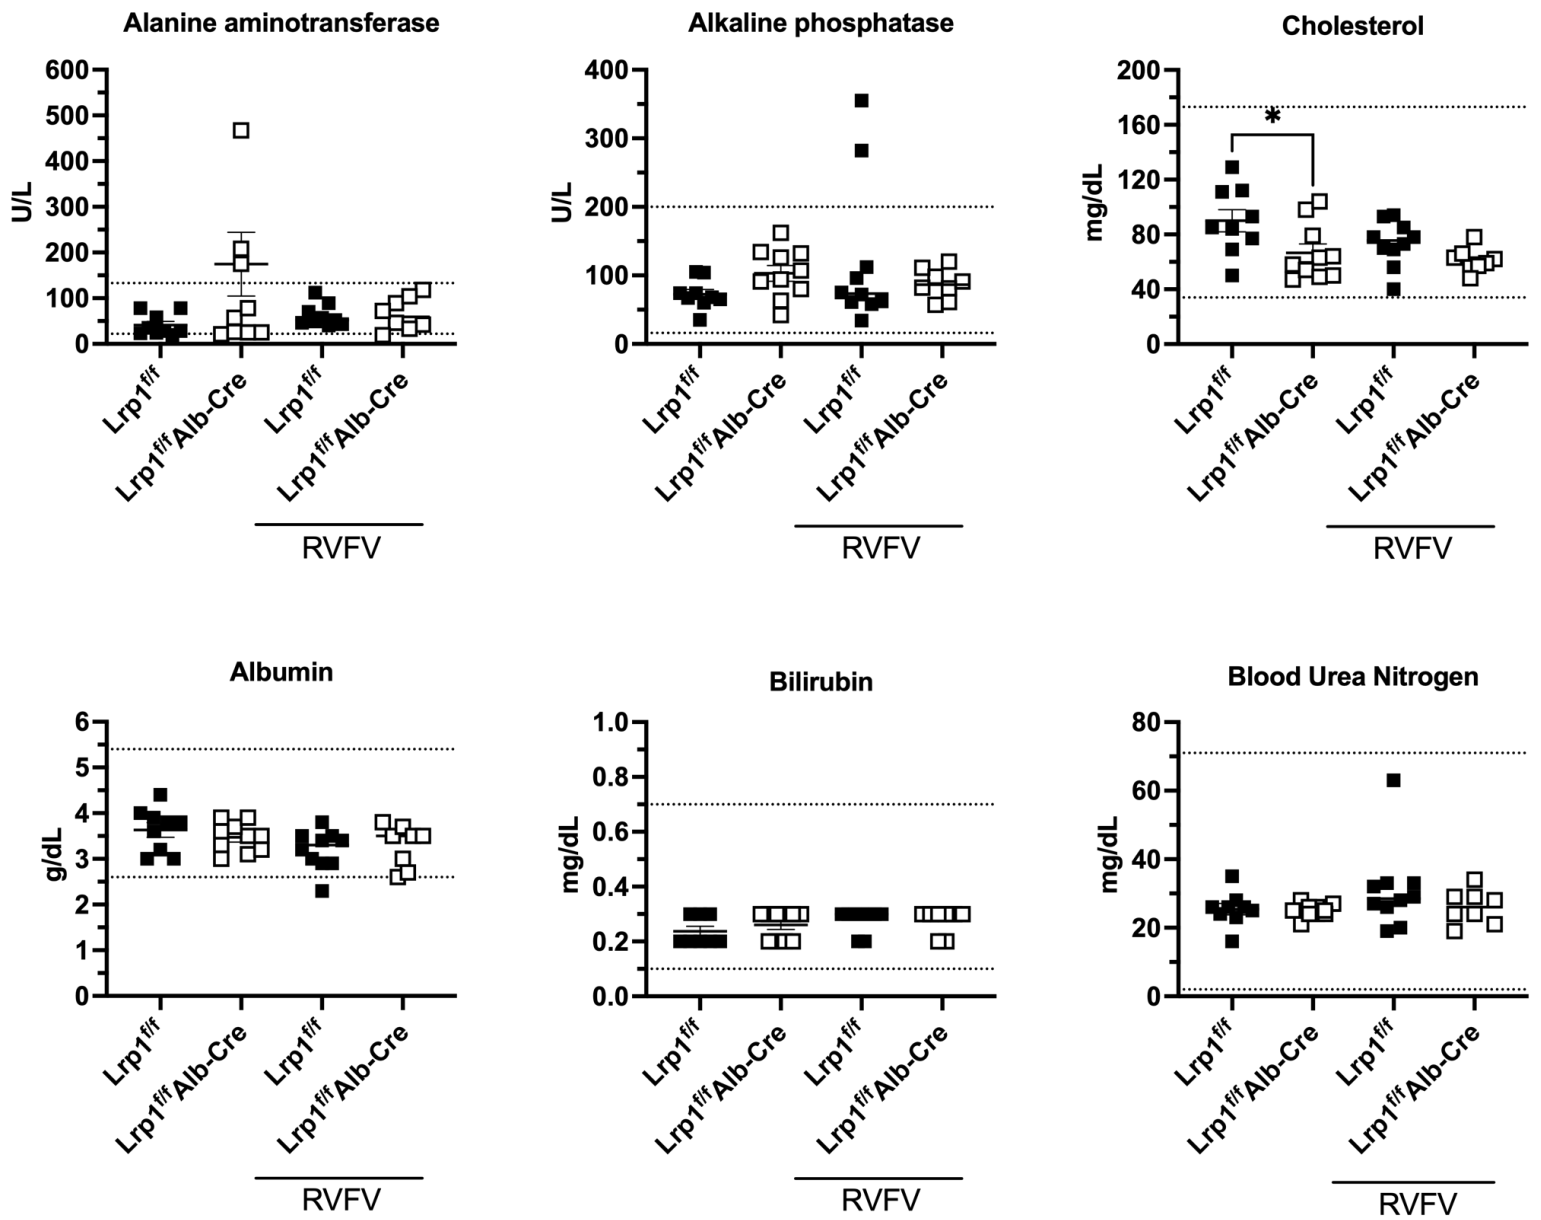 Alanine aminotransferase
600
500
400
300
200
100
0
U/L
Lrp1f/f
Lrp1f/fAlb-Cre
Lrp1f/f
Lrp1f/fAlb-Cre
RVFV
Alkaline phosphatase
400
300
200
100
0
U/L
Lrp1f/f
Lrp1f/fAlb-Cre
Lrp1f/f
Lrp1f/fAlb-Cre
RVFV
Cholesterol
200
160
120
80
40
0
mg/dL
*
Lrp1f/f
Lrp1f/fAlb-Cre
Lrp1f/f
Lrp1f/fAlb-Cre
RVFV
Albumin
6
5
4
3
2
1
0
g/dL
Lrp1f/f
Lrp1f/fAlb-Cre
Lrp1f/f
Lrp1f/fAlb-Cre
RVFV
Bilirubin
1.0
0.8
0.6
0.4
0.2
0.0
mg/dL
Lrp1f/f
Lrp1f/fAlb-Cre
Lrp1f/f
Lrp1f/fAlb-Cre
RVFV
Blood Urea Nitrogen
80
60
40
20
0
mg/dL
Lrp1f/f
Lrp1f/fAlb-Cre
Lrp1f/f
Lrp1f/fAlb-Cre
RVFV